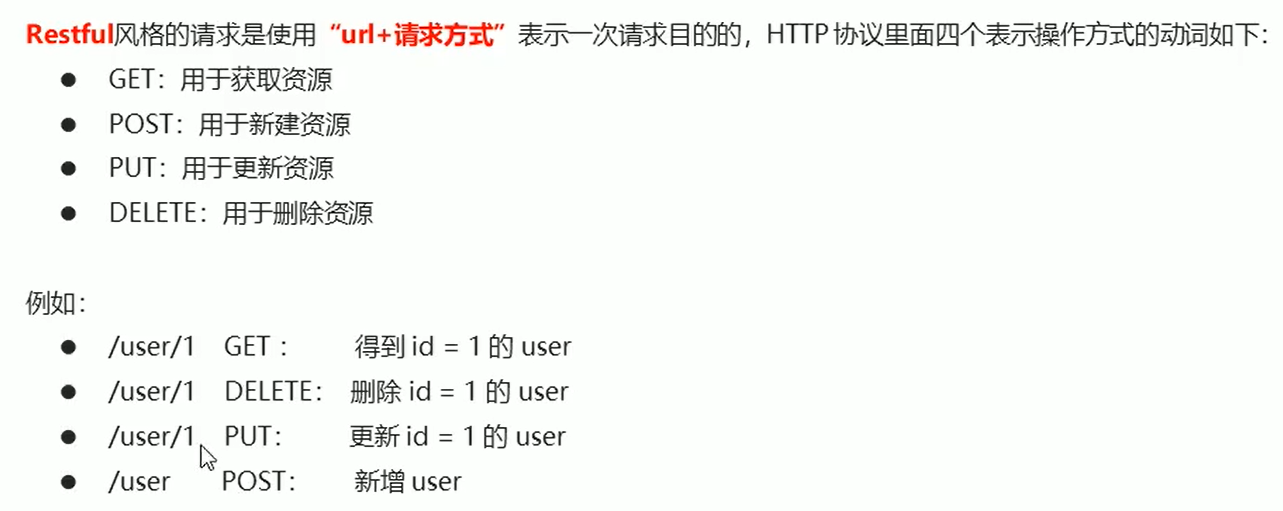 Restful风格的请求是使用“url+请求方式”表示一次请求目的的，HTTP 协议里面四个表示操作方式的动词如下：
● GET：用于获取资源
● POST：用于新建资源
● PUT：用于更新资源
● DELETE：用于删除资源
例如：
● /user/1 GET ： 得到 id = 1 的 user
● /user/1 DELETE： 删除 id = 1 的 user
● /user/1 PUT： 更新 id = 1 的 user
● /user POST： 新增 user